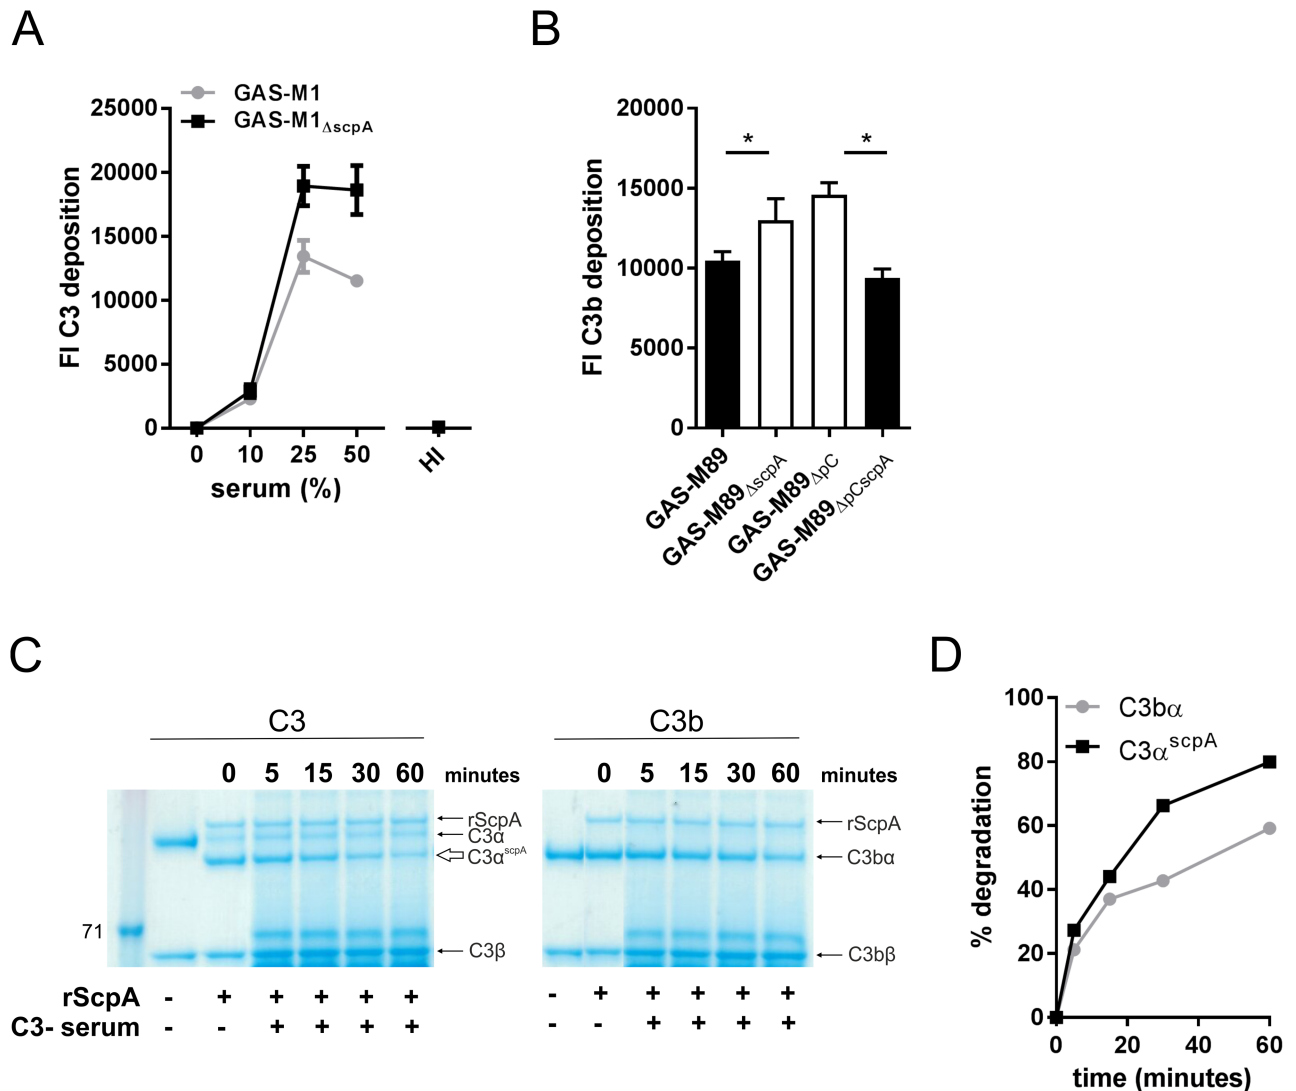 A
GAS-M1
GAS-M1ΔscpA
25000
20000
15000
10000
5000
0
FI C3 deposition
0 10 25 50 HI
serum (%)
B
20000
15000
10000
5000
0
FI C3b deposition
* *
GAS-M89
GAS-M89ΔscpA
GAS-M89ΔpC
GAS-M89ΔpCscpA
C
C3
0 5 15 30 60 minutes
rScpA
C3α
C3αscpA
71
C3β
C3b
0 5 15 30 60 minutes
rScpA
C3bα
C3bβ
rScpA - + + + + + - + + + + +
C3- serum - - + + + + - - + + + +
D
C3bα
C3αscpA
100
80
60
40
20
0
% degradation
0 20 40 60
time (minutes)